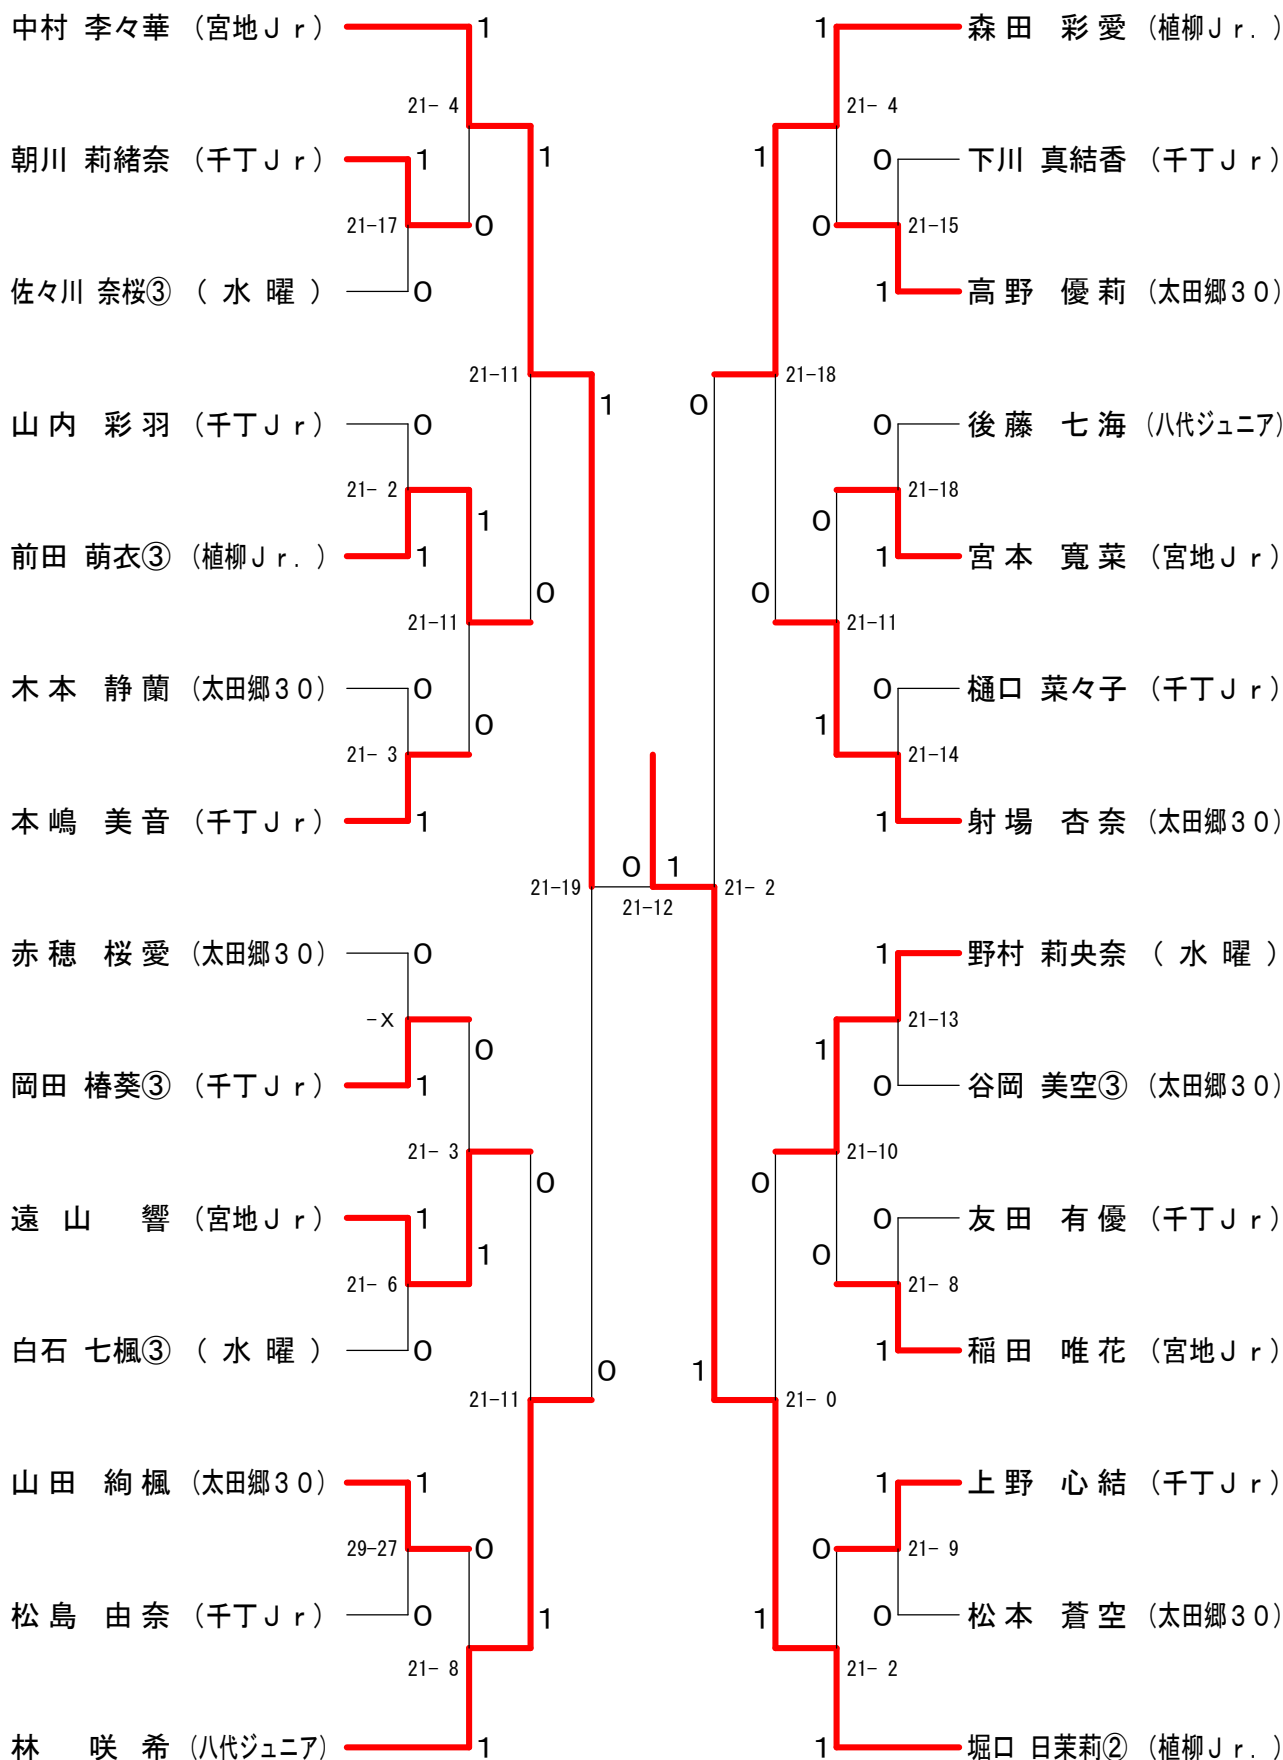 中村 李々華 (宮地Ｊｒ) 1 1 森田 彩愛 (植柳Ｊｒ.)
21- 4 21- 4
朝川 莉緒奈 (千丁Ｊｒ) 1 1 1 0 下川 真結香 (千丁Ｊｒ)
21-17 0 0 21-15
佐々川 奈桜③ (水曜) 0 1 高野 優莉 (太田郷３０)
21-11 21-18
1 0
山内 彩羽 (千丁Ｊｒ) 0 0 後藤 七海 (八代ジュニア)
21- 2 21-18
1 0
前田 萌衣③ (植柳Ｊｒ.) 1 1 宮本 寛菜 (宮地Ｊｒ)
0 0
21-11 21-11
木本 静蘭 (太田郷３０) 0 0 樋口 菜々子 (千丁Ｊｒ)
0 1
21- 3 21-14
本嶋 美音 (千丁Ｊｒ) 1 1 射場 杏奈 (太田郷３０)
0 1
21-19 21- 2
21-12
赤穂 桜愛 (太田郷３０) 0 1 野村 莉央奈 (水曜)
-X 21-13
0 1
岡田 椿葵③ (千丁Ｊｒ) 1 0 谷岡 美空③ (太田郷３０)
21- 3 21-10
0 0
遠山 響 (宮地Ｊｒ) 1 0 友田 有優 (千丁Ｊｒ)
1 0
21- 6 21- 8
白石 七楓③ (水曜) 0 1 稲田 唯花 (宮地Ｊｒ)
0 1
21-11 21- 0
山田 絢楓 (太田郷３０) 1 1 上野 心結 (千丁Ｊｒ)
29-27 0 0 21- 9
松島 由奈 (千丁Ｊｒ) 0 1 1 0 松本 蒼空 (太田郷３０)
21- 8 21- 2
林 咲希 (八代ジュニア) 1 1 堀口 日茉莉② (植柳Ｊｒ.)